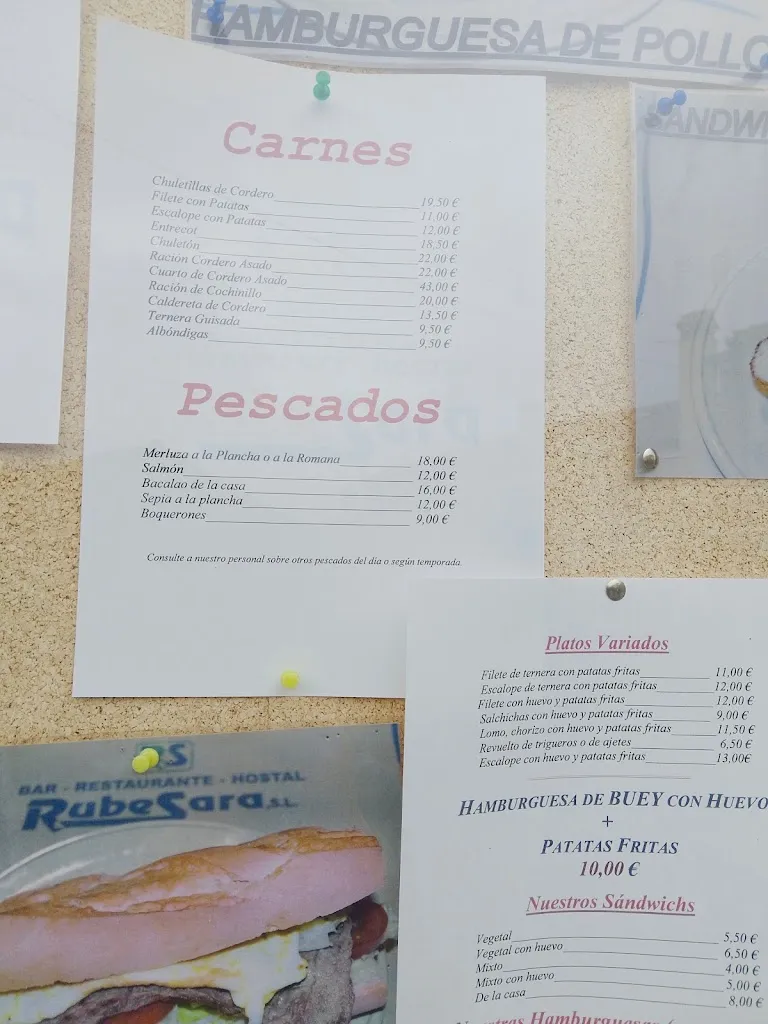 HAMBURGUESA DE POLLO
Carnes
Chuletillas de Cordero 19,50 €
Filete con Patatas 11,00 €
Escalope con Patatas 12,00 €
Entrecot 18,50 €
Chuletón 22,00 €
Ración Cordero Asado 22,00 €
Cuarto de Cordero Asado 43,00 €
Ración de Cochinillo 20,00 €
Caldereta de Cordero 13,50 €
Ternera Guisada 9,50 €
Albóndigas 9,50 €
Pescados
Merluza a la Plancha o a la Romana 18,00 €
Salmón 12,00 €
Bacalao de la casa 16,00 €
Sepia a la plancha 12,00 €
Boquerones 9,00 €
Consulte a nuestro personal sobre otros pescados del dia o según temporada.
SANDWI
Platos Variados
Filete de ternera con patatas fritas 11,00 €
Escalope de ternera con patatas fritas 12,00 €
Filete con huevo y patatas fritas 12,00 €
Salchichas con huevo y patatas fritas 9,00 €
Lomo, chorizo con huevo y patatas fritas 11,50 €
Revuelto de trigueros o de ajetes 6,50 €
Escalope con huevo y patatas fritas 13,00€
HAMBURGUESA DE BUEY CON HUEVO
+
PATATAS FRITAS
10,00 €
Nuestros Sándwichs
Vegetal 5,50 €
Vegetal con huevo 6,50 €
Mixto 4,00 €
Mixto con huevo 5,00 €
De la casa 8,00 €
Nuestras Hamburguesas
RS
BAR - RESTAURANTE - HOSTAL
RubeSara, S.L.